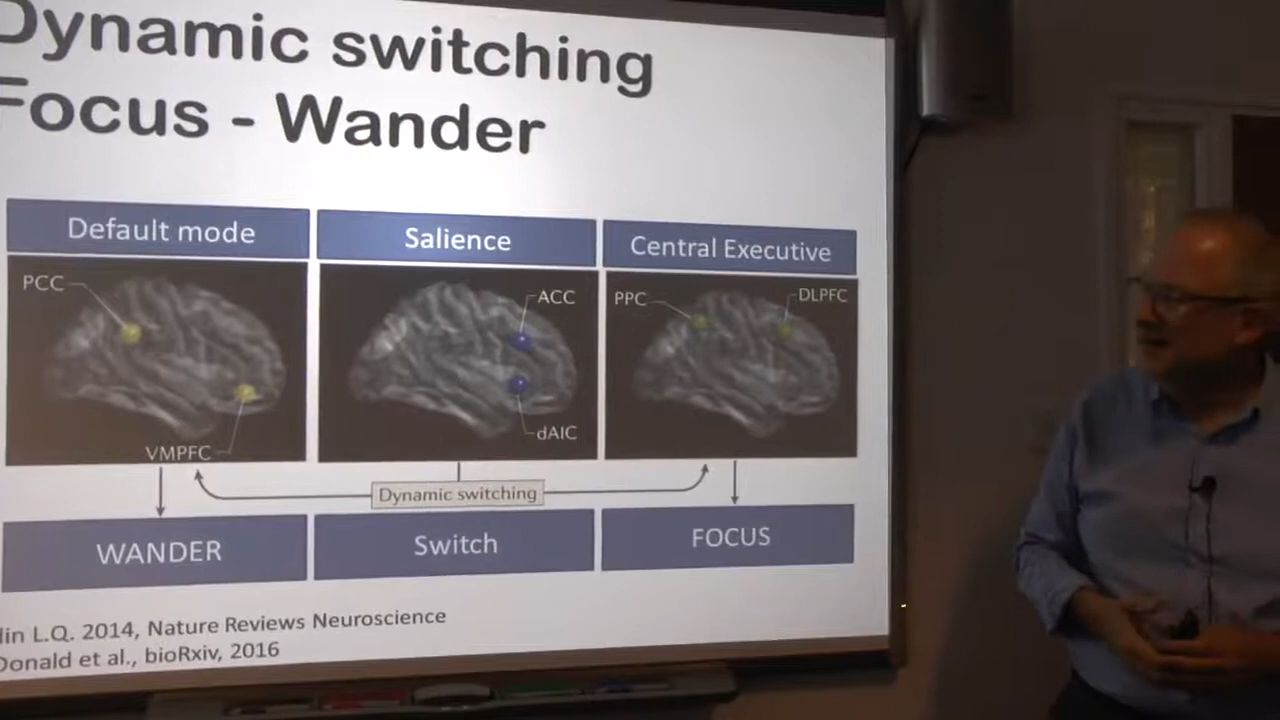 Dynamic switching
Focus - Wander
Default mode
Salience
Central Executive
PCC
VMPFC
ACC
dAIC
PPC
DLPFC
Dynamic switching
WANDER
Switch
FOCUS
L.Q. 2014, Nature Reviews Neuroscience
Donald et al., bioRxiv, 2016